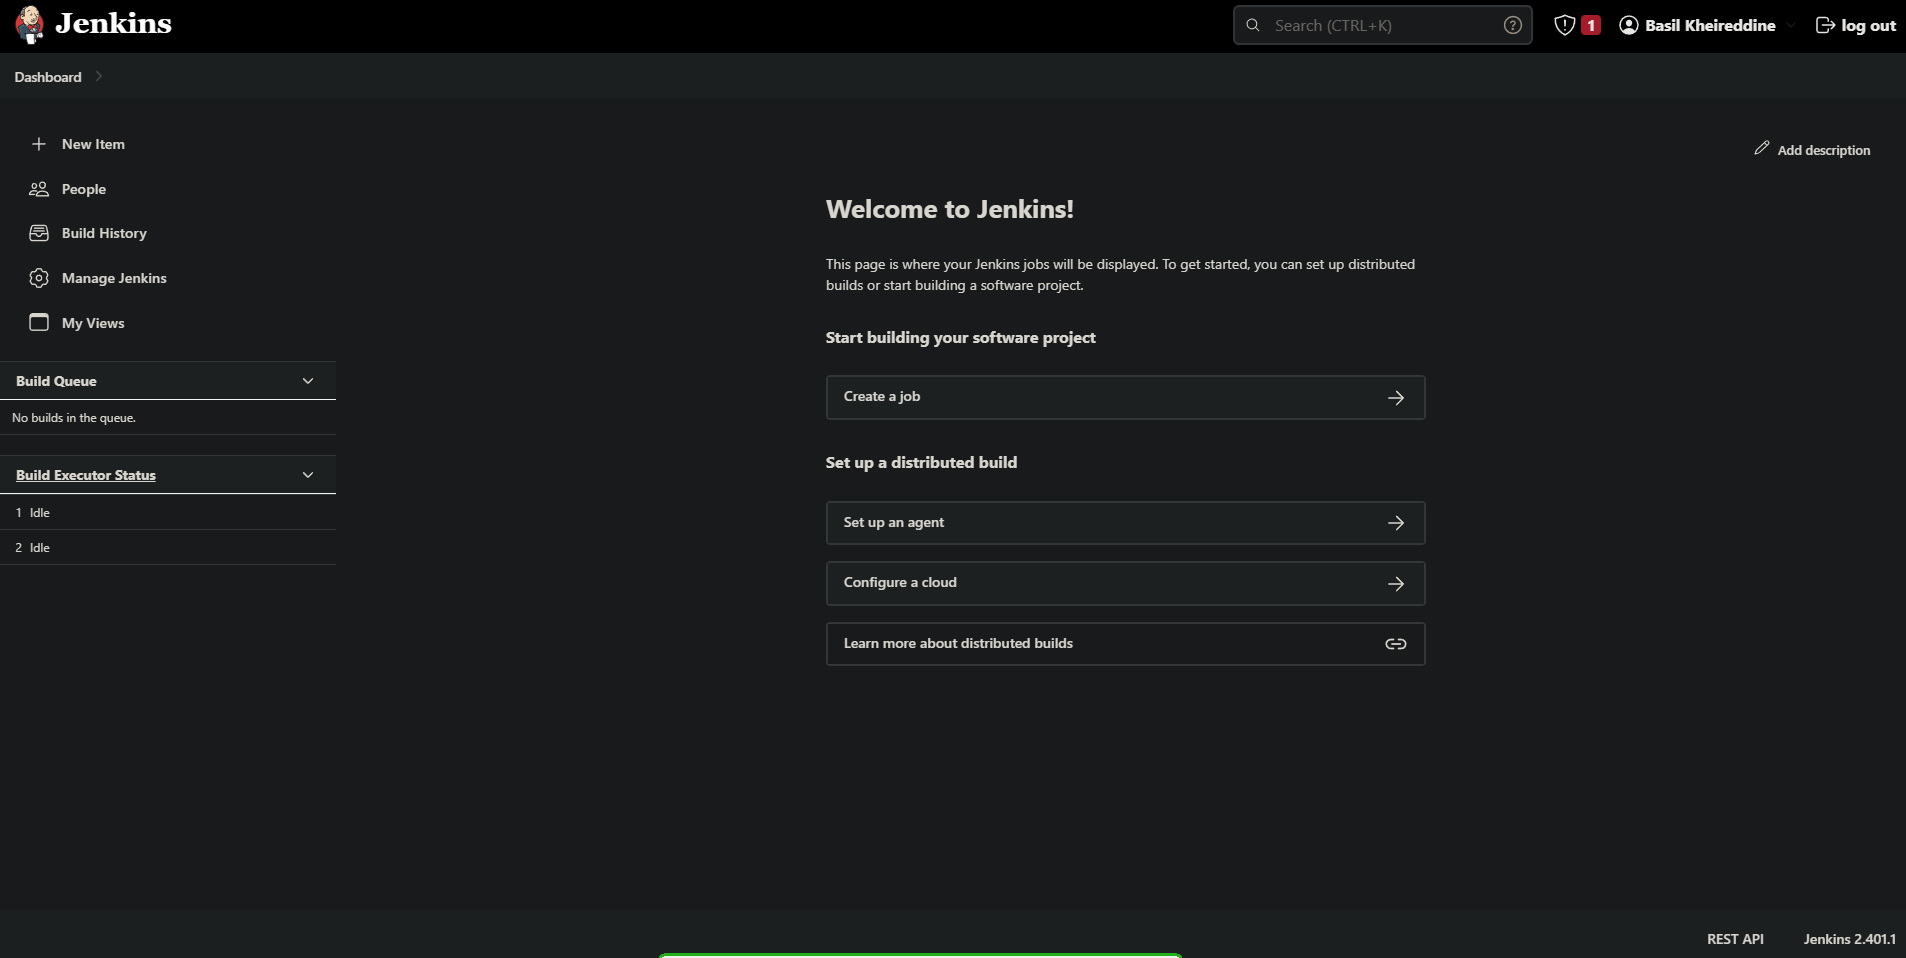 Jenkins
Search (CTRL+K)
1
Basil Kheireddine
log out
Dashboard
New Item
People
Build History
Manage Jenkins
My Views
Build Queue
No builds in the queue.
Build Executor Status
1 Idle
2 Idle
Add description
Welcome to Jenkins!
This page is where your Jenkins jobs will be displayed. To get started, you can set up distributed
builds or start building a software project.
Start building your software project
Create a job
Set up a distributed build
Set up an agent
Configure a cloud
Learn more about distributed builds
REST API
Jenkins 2.401.1